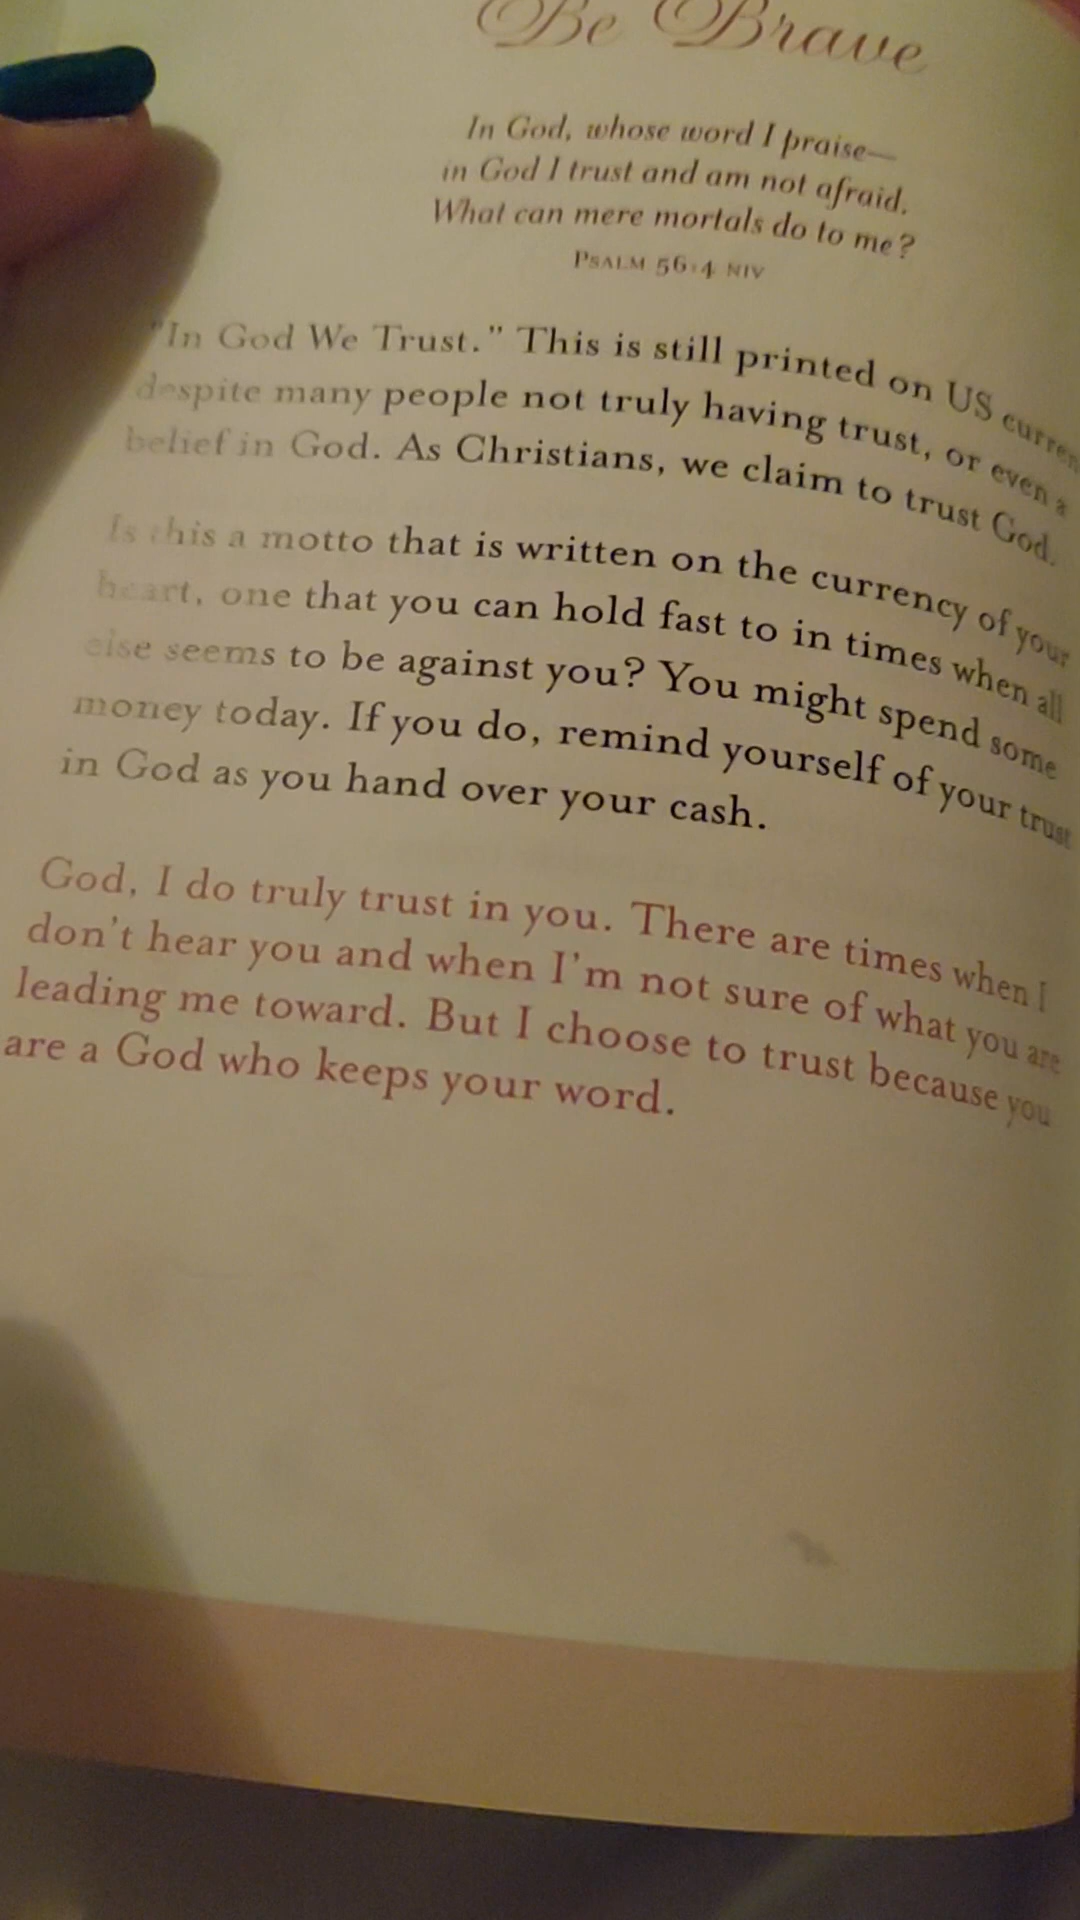 Be Brave
In God, whose word I praise—
in God I trust and am not afraid.
What can mere mortals do to me?
PSALM 56:4 NIV
"In God We Trust." This is still printed on US curren
despite many people not truly having trust, or even a
belief in God. As Christians, we claim to trust God.
Is this a motto that is written on the currency of your
heart, one that you can hold fast to in times when all
else seems to be against you? You might spend some
money today. If you do, remind yourself of your trust
in God as you hand over your cash.
God, I do truly trust in you. There are times when I
don't hear you and when I'm not sure of what you are
leading me toward. But I choose to trust because you
are a God who keeps your word.